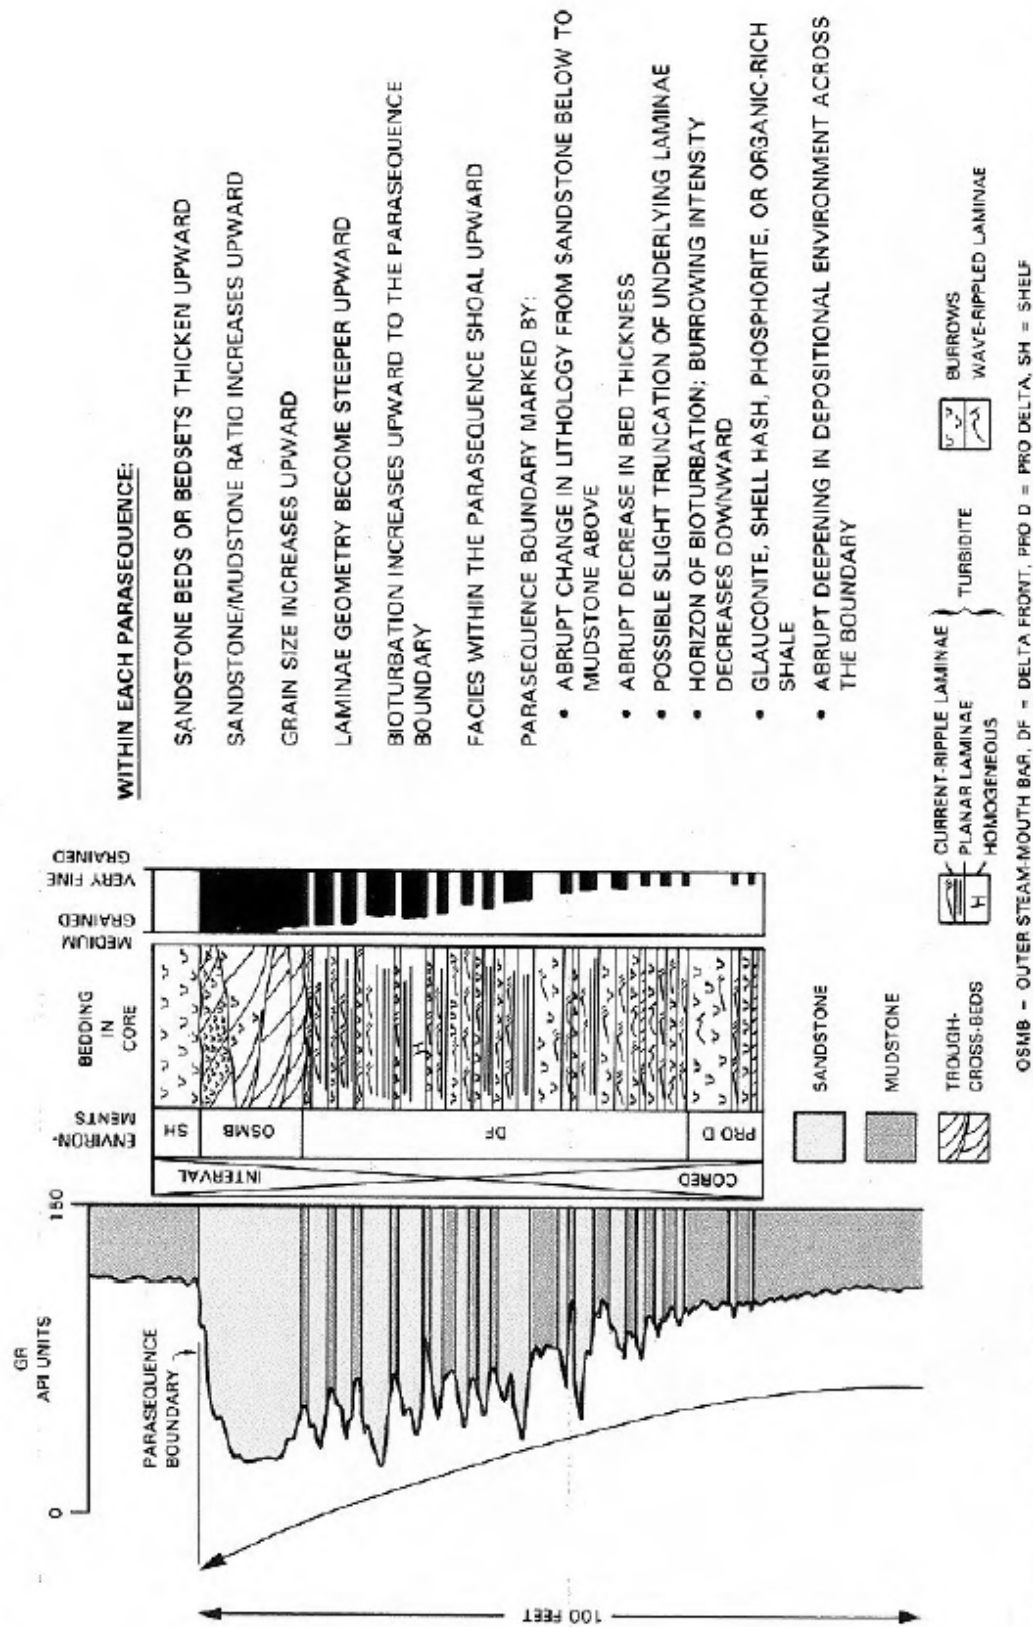 GR
API UNITS
0
150
PARASEQUENCE
BOUNDARY
100 FEET
CORED
INTERVAL
ENVIRON-
MENTS
SH
OSMB
DF
PRO D
BEDDING
IN
CORE
H
MEDIUM
GRAINED
VERY FINE
GRAINED
WITHIN EACH PARASEQUENCE:
SANDSTONE BEDS OR BEDSETS THICKEN UPWARD
SANDSTONE/MUDSTONE RATIO INCREASES UPWARD
GRAIN SIZE INCREASES UPWARD
LAMINAE GEOMETRY BECOME STEEPER UPWARD
BIOTURBATION INCREASES UPWARD TO THE PARASEQUENCE
BOUNDARY
FACIES WITHIN THE PARASEQUENCE SHOAL UPWARD
PARASEQUENCE BOUNDARY MARKED BY:
• ABRUPT CHANGE IN LITHOLOGY FROM SANDSTONE BELOW TO
MUDSTONE ABOVE
• ABRUPT DECREASE IN BED THICKNESS
• POSSIBLE SLIGHT TRUNCATION OF UNDERLYING LAMINAE
• HORIZON OF BIOTURBATION; BURROWING INTENSITY
DECREASES DOWNWARD
• GLAUCONITE, SHELL HASH, PHOSPHORITE, OR ORGANIC-RICH
SHALE
• ABRUPT DEEPENING IN DEPOSITIONAL ENVIRONMENT ACROSS
THE BOUNDARY
SANDSTONE
MUDSTONE
TROUGH-
CROSS-BEDS
H
CURRENT-RIPPLE LAMINAE
PLANAR LAMINAE
HOMOGENEOUS
TURBIDITE
BURROWS
WAVE-RIPPLED LAMINAE
OSMB = OUTER STEAM-MOUTH BAR, DF = DELTA FRONT, PRO D = PRO DELTA, SH = SHELF